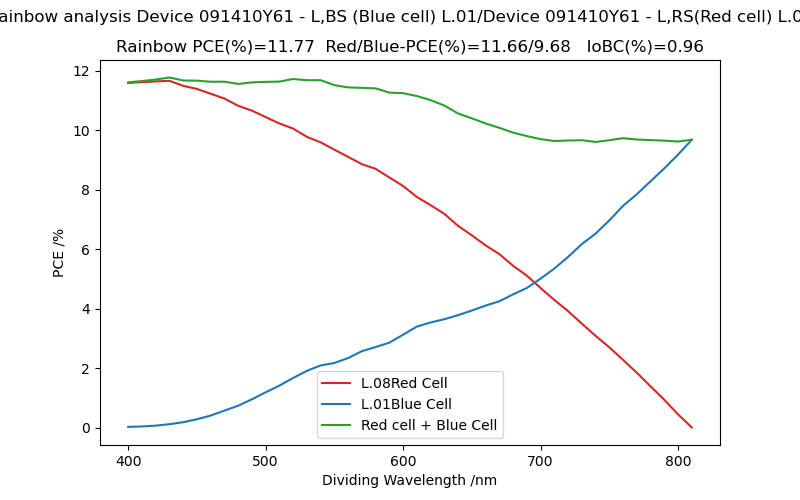 ainbow analysis Device 091410Y61 - L,BS (Blue cell) L.01/Device 091410Y61 - L,RS(Red cell) L.0
Rainbow PCE(%)=11.77 Red/Blue-PCE(%)=11.66/9.68 IoBC(%)=0.96
12
10
8
6
4
2
0
PCE /%
L.08Red Cell
L.01Blue Cell
Red cell + Blue Cell
400 500 600 700 800
Dividing Wavelength /nm